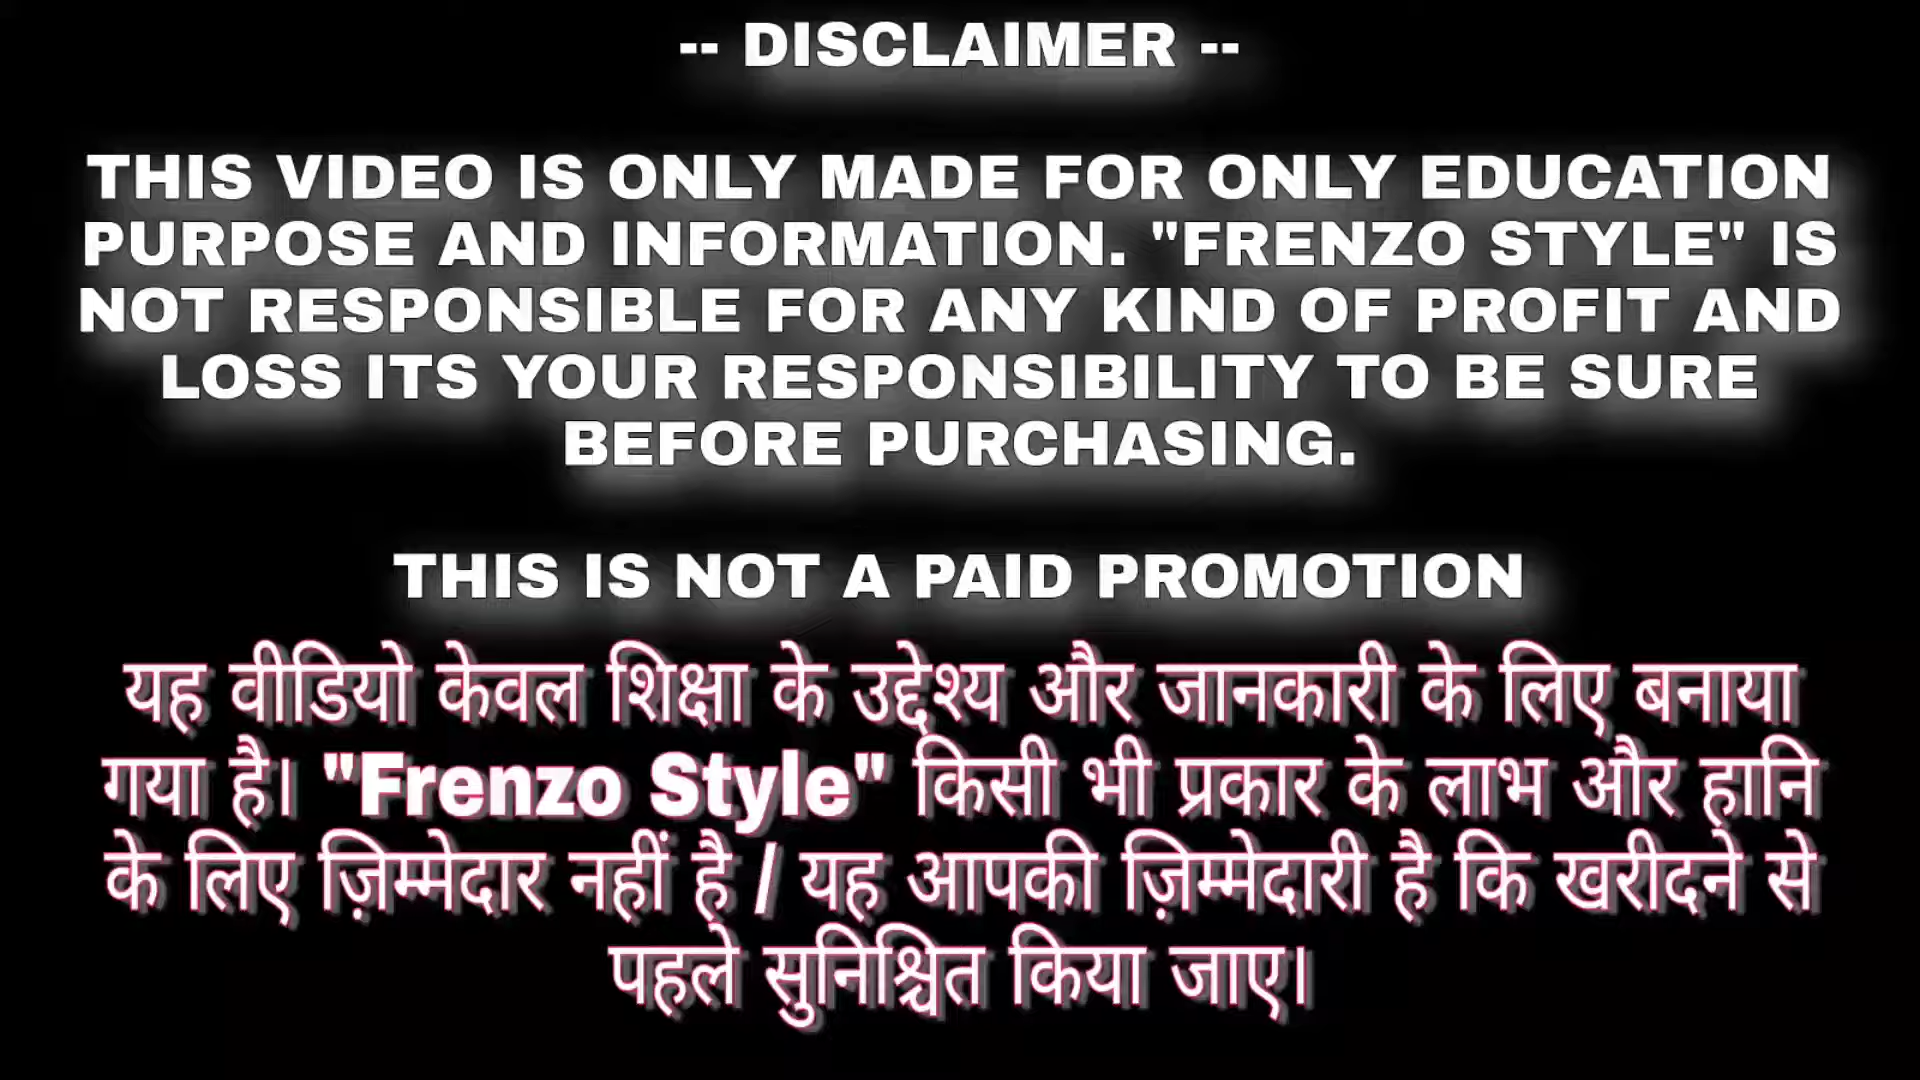 -- DISCLAIMER --
THIS VIDEO IS ONLY MADE FOR ONLY EDUCATION
PURPOSE AND INFORMATION. "FRENZO STYLE" IS
NOT RESPONSIBLE FOR ANY KIND OF PROFIT AND
LOSS ITS YOUR RESPONSIBILITY TO BE SURE
BEFORE PURCHASING.
THIS IS NOT A PAID PROMOTION
यह वीडियो केवल शिक्षा के उद्देश्य और जानकारी के लिए बनाया
गया है। "Frenzo Style" किसी भी प्रकार के लाभ और हानि
के लिए ज़िम्मेदार नहीं है / यह आपकी ज़िम्मेदारी है कि खरीदने से
पहले सुनिश्चित किया जाए।